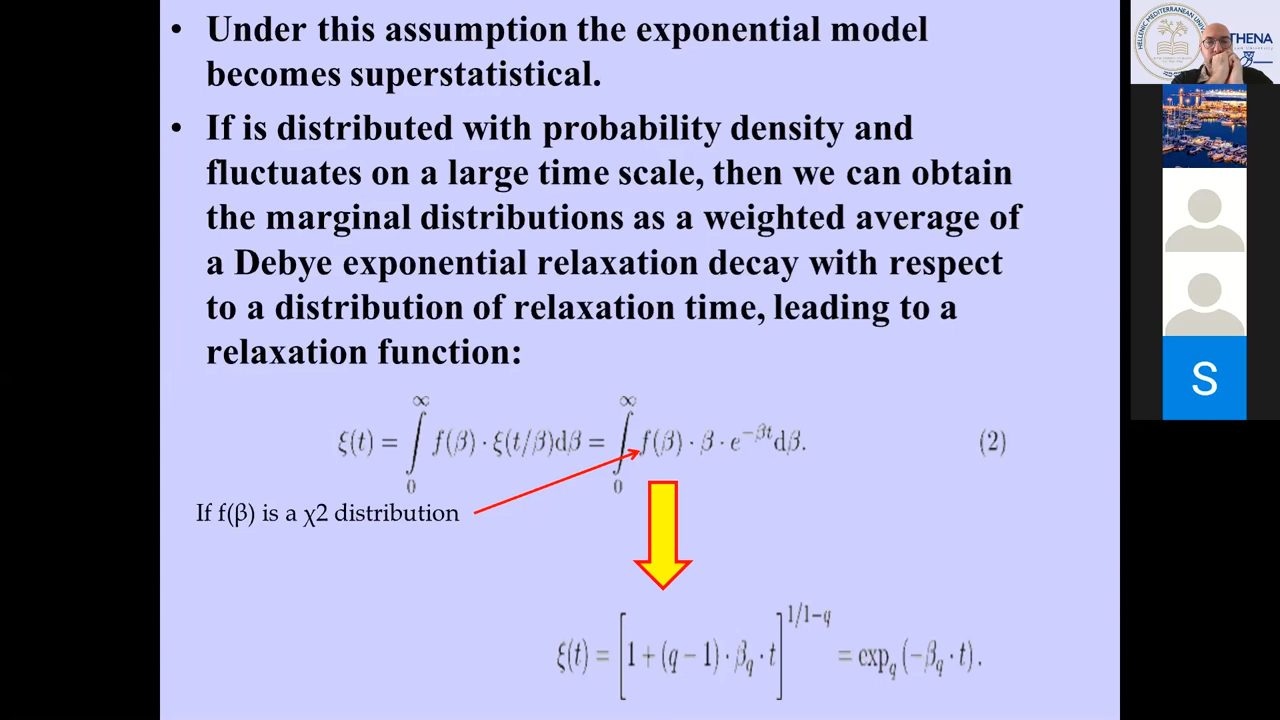 • Under this assumption the exponential model
becomes superstatistical.
• If is distributed with probability density and
fluctuates on a large time scale, then we can obtain
the marginal distributions as a weighted average of
a Debye exponential relaxation decay with respect
to a distribution of relaxation time, leading to a
relaxation function:
ξ(t) = ∫₀^∞ f(β) · ξ(t/β)dβ = ∫₀^∞ f(β) · β · e^{−βt}dβ. (2)
If f(β) is a χ2 distribution
ξ(t) = [1 + (q − 1) · β_q · t]^{1/1−q} = exp_q (−β_q · t).
HELLENIC MEDITERRANEAN
THENA
S